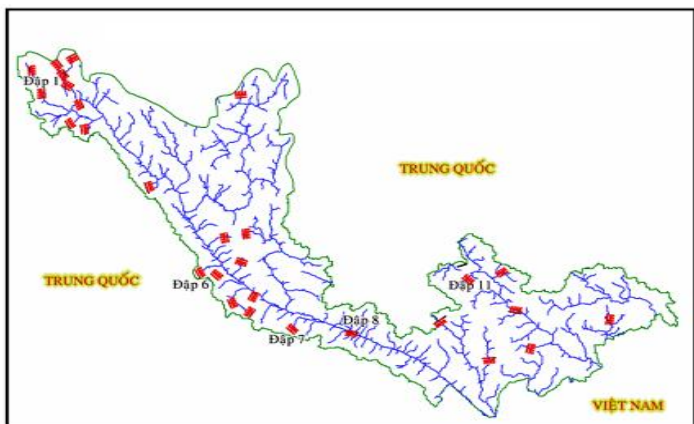 Đập 1
TRUNG QUỐC
TRUNG QUỐC
Đập 6
Đập 11
Đập 8
Đập 7
VIỆT NAM